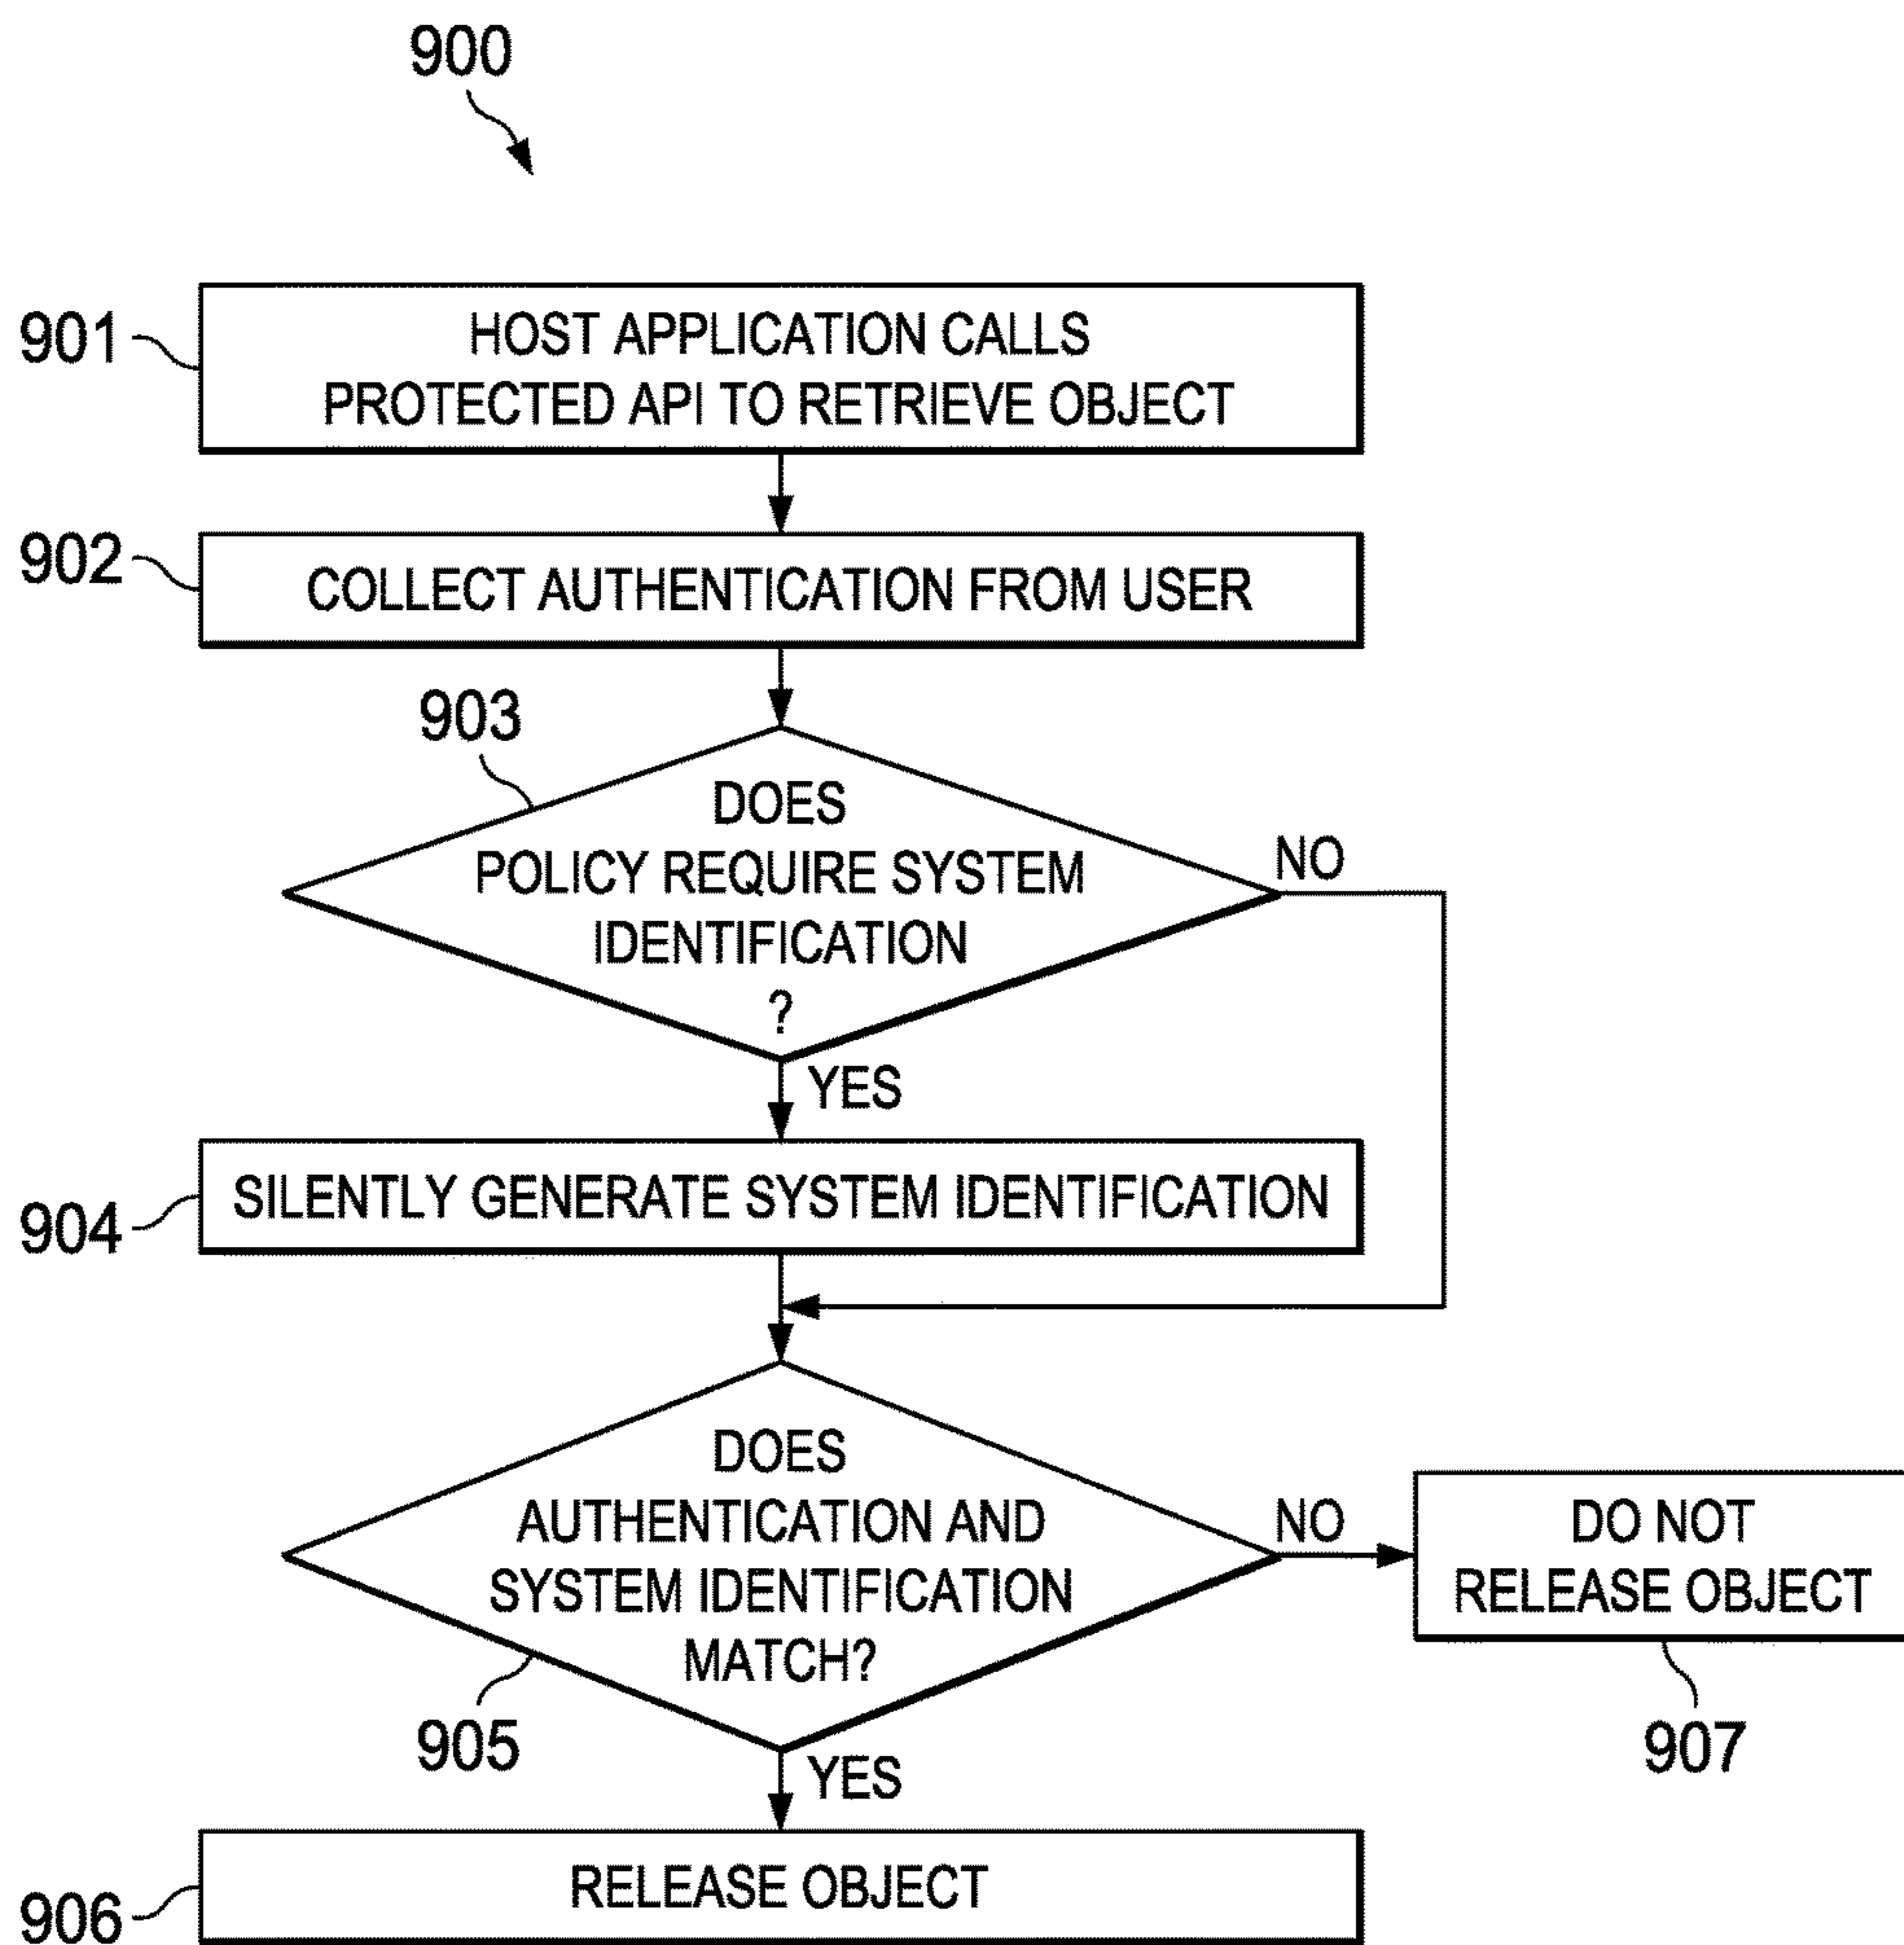 900
901
HOST APPLICATION CALLS
PROTECTED API TO RETRIEVE OBJECT
902
COLLECT AUTHENTICATION FROM USER
903
DOES
POLICY REQUIRE SYSTEM
IDENTIFICATION
?
NO
YES
904
SILENTLY GENERATE SYSTEM IDENTIFICATION
DOES
AUTHENTICATION AND
SYSTEM IDENTIFICATION
MATCH?
905
NO
DO NOT
RELEASE OBJECT
907
YES
906
RELEASE OBJECT